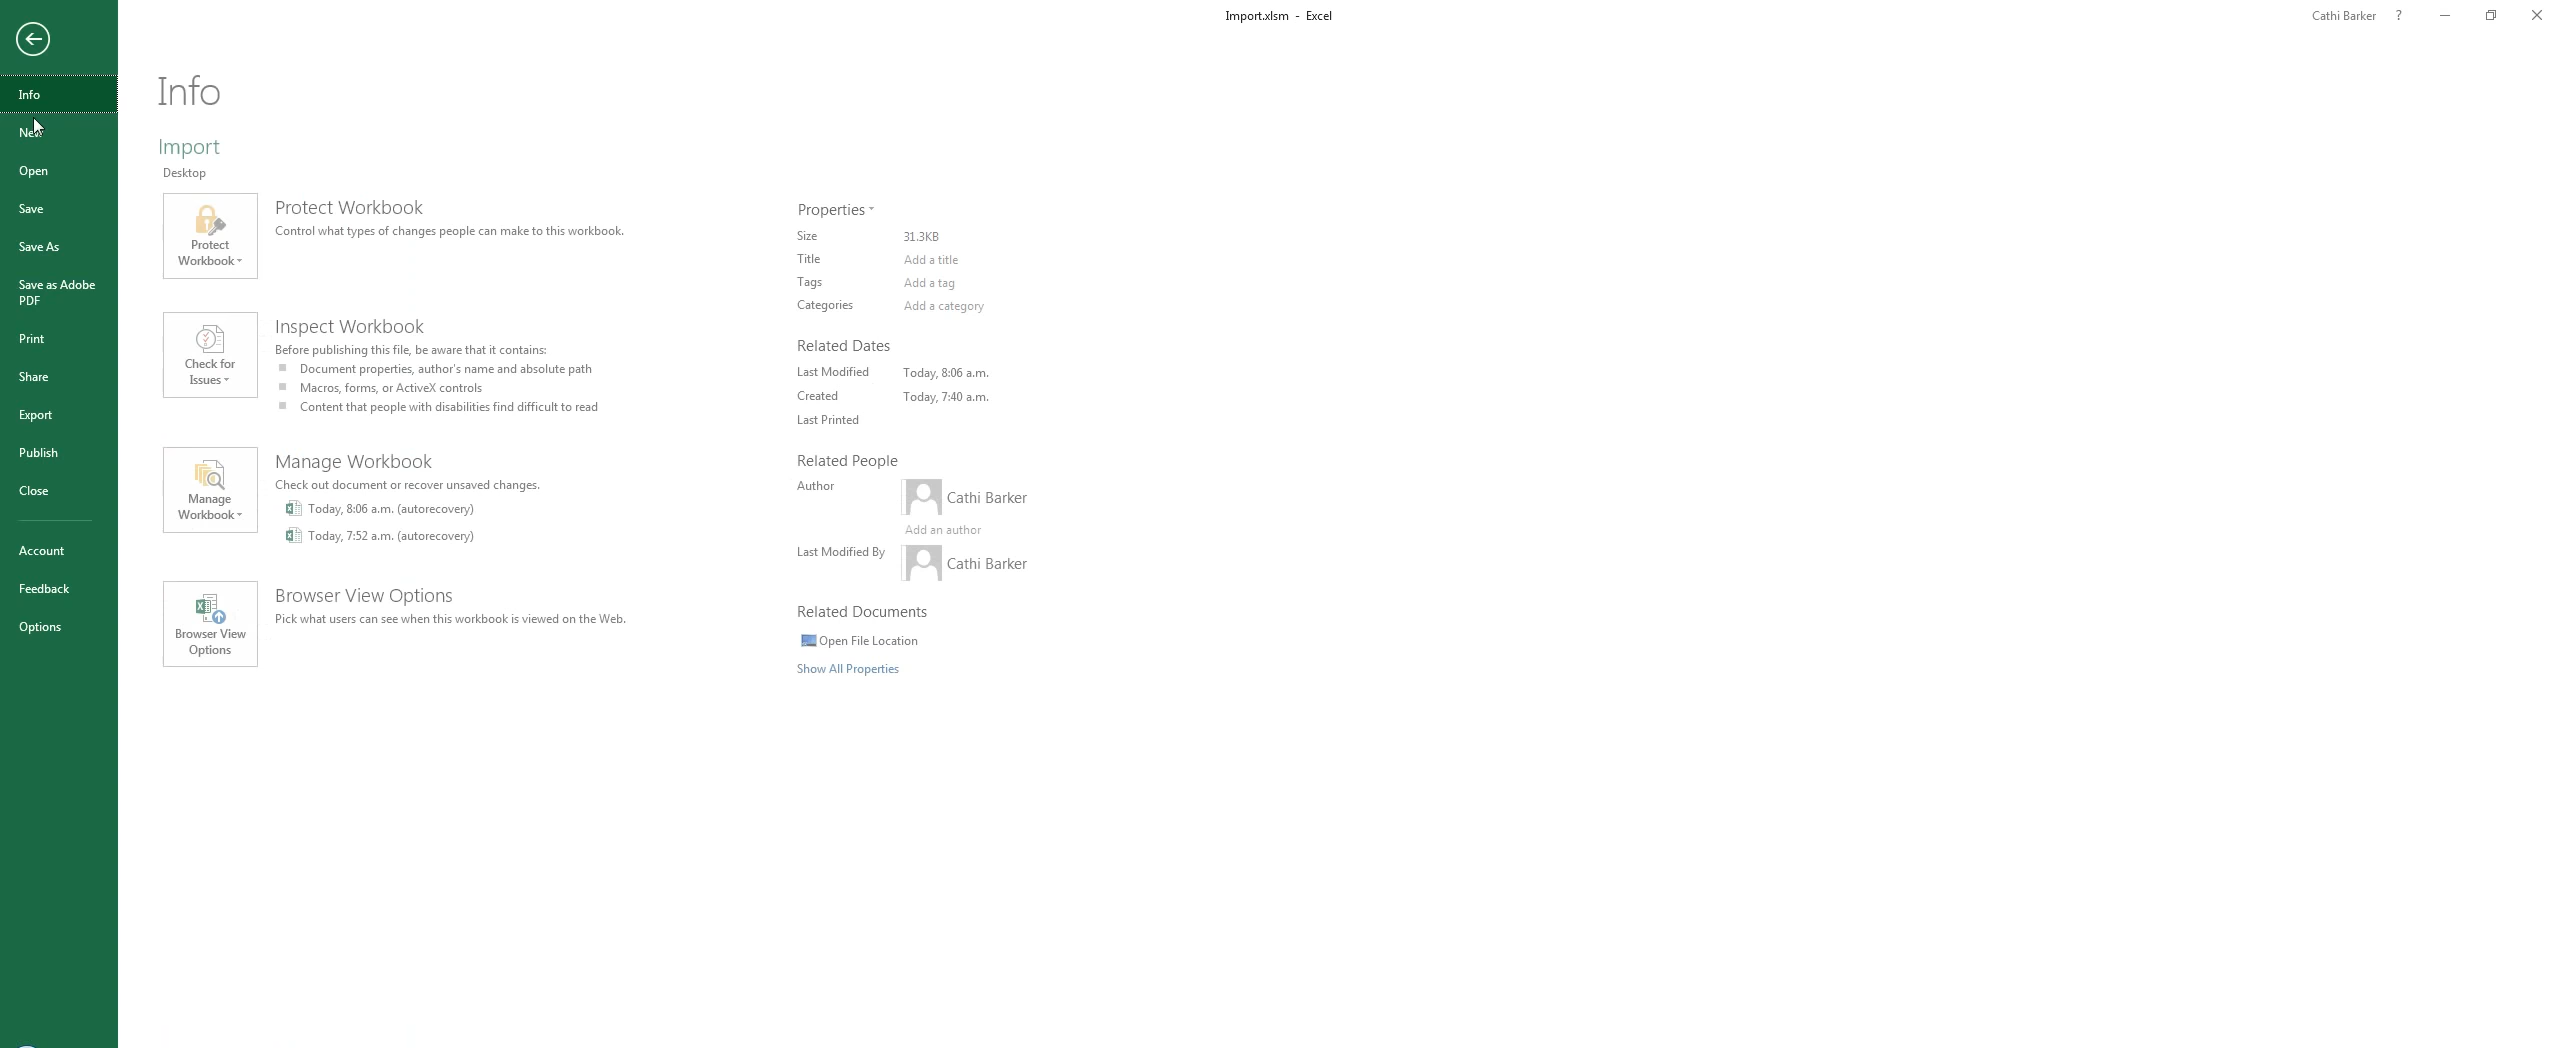 Import.xlsm - Excel
Cathi Barker
?
Info
New
Open
Save
Save As
Save as Adobe
PDF
Print
Share
Export
Publish
Close
Account
Feedback
Options
Info
Import
Desktop
Protect
Workbook
Protect Workbook
Control what types of changes people can make to this workbook.
Check for
Issues
Inspect Workbook
Before publishing this file, be aware that it contains:
Document properties, author's name and absolute path
Macros, forms, or ActiveX controls
Content that people with disabilities find difficult to read
Manage
Workbook
Manage Workbook
Check out document or recover unsaved changes.
Today, 8:06 a.m. (autorecovery)
Today, 7:52 a.m. (autorecovery)
Browser View
Options
Browser View Options
Pick what users can see when this workbook is viewed on the Web.
Properties
Size 31.3KB
Title Add a title
Tags Add a tag
Categories Add a category
Related Dates
Last Modified Today, 8:06 a.m.
Created Today, 7:40 a.m.
Last Printed
Related People
Author Cathi Barker
Add an author
Last Modified By Cathi Barker
Related Documents
Open File Location
Show All Properties